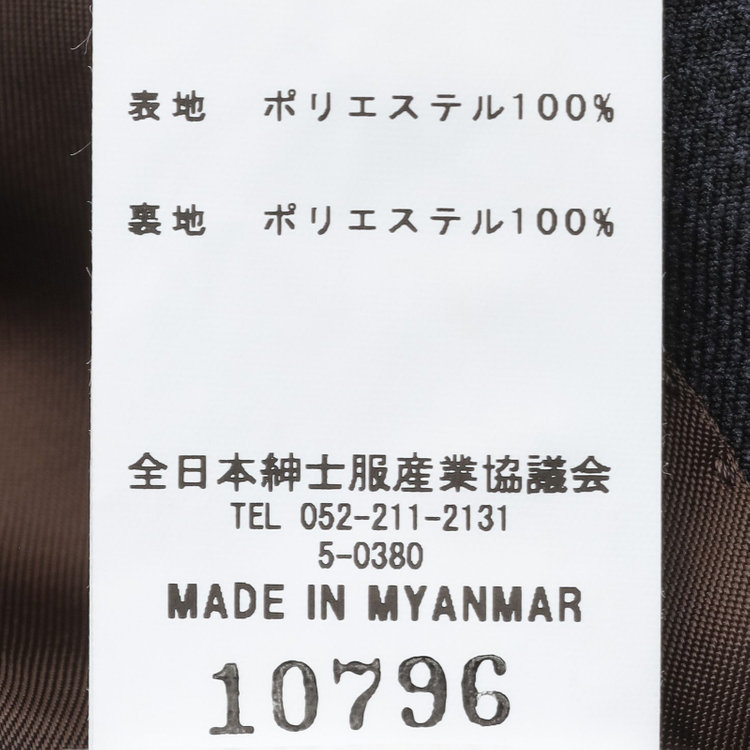 表地 ポリエステル100%
裏地 ポリエステル100%
全日本紳士服産業協議会
TEL 052-211-2131
5-0380
MADE IN MYANMAR
10796